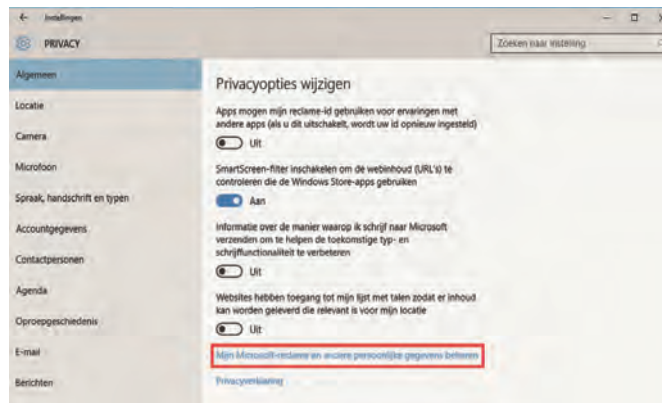 Instellingen
PRIVACY
Zoeken naar instelling
Algemeen
Locatie
Camera
Microfoon
Spraak, handschrift en typen
Accountgegevens
Contactpersonen
Agenda
Oproepgeschiedenis
E-mail
Berichten
Privacyopties wijzigen
Apps mogen mijn reclame-id gebruiken voor ervaringen met
andere apps (als u dit uitschakelt, wordt uw id opnieuw ingesteld)
Uit
SmartScreen-filter inschakelen om de webinhoud (URL's) te
controleren die de Windows Store-apps gebruiken
Aan
Informatie over de manier waarop ik schrijf naar Microsoft
verzenden om te helpen de toekomstige typ- en
schrijffunctionaliteit te verbeteren
Uit
Websites hebben toegang tot mijn lijst met talen zodat er inhoud
kan worden geleverd die relevant is voor mijn locatie
Uit
Mijn Microsoft-reclame en andere persoonlijke gegevens beheren
Privacyverklaring